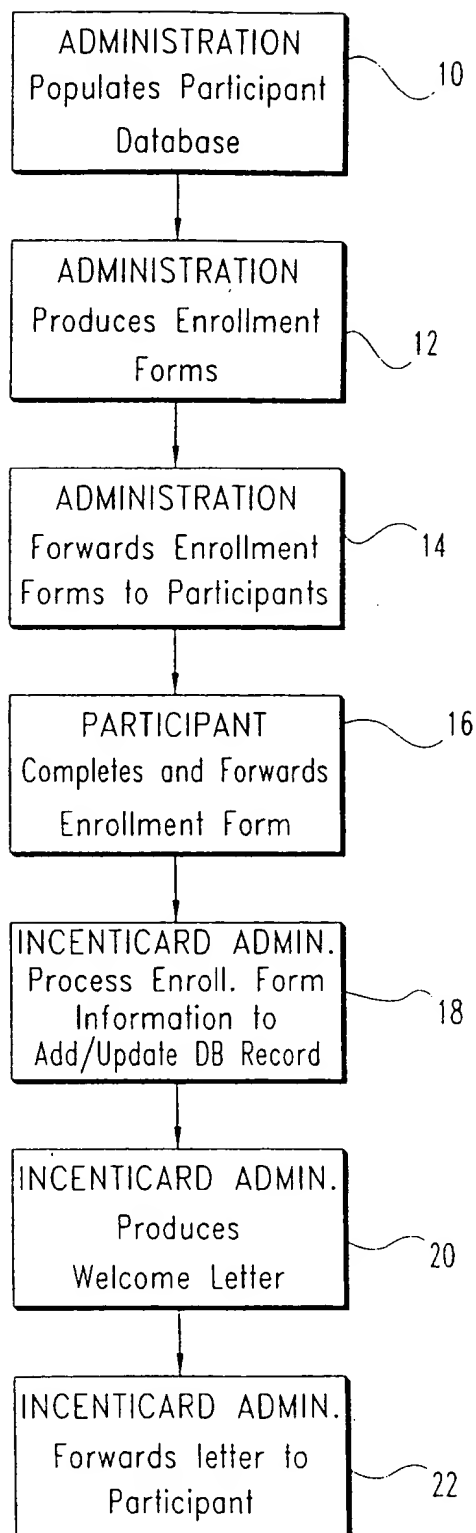 ADMINISTRATION
Populates Participant
Database
10
ADMINISTRATION
Produces Enrollment
Forms
12
ADMINISTRATION
Forwards Enrollment
Forms to Participants
14
PARTICIPANT
Completes and Forwards
Enrollment Form
16
INCENTICARD ADMIN.
Process Enroll. Form
Information to
Add/Update DB Record
18
INCENTICARD ADMIN.
Produces
Welcome Letter
20
INCENTICARD ADMIN.
Forwards letter to
Participant
22